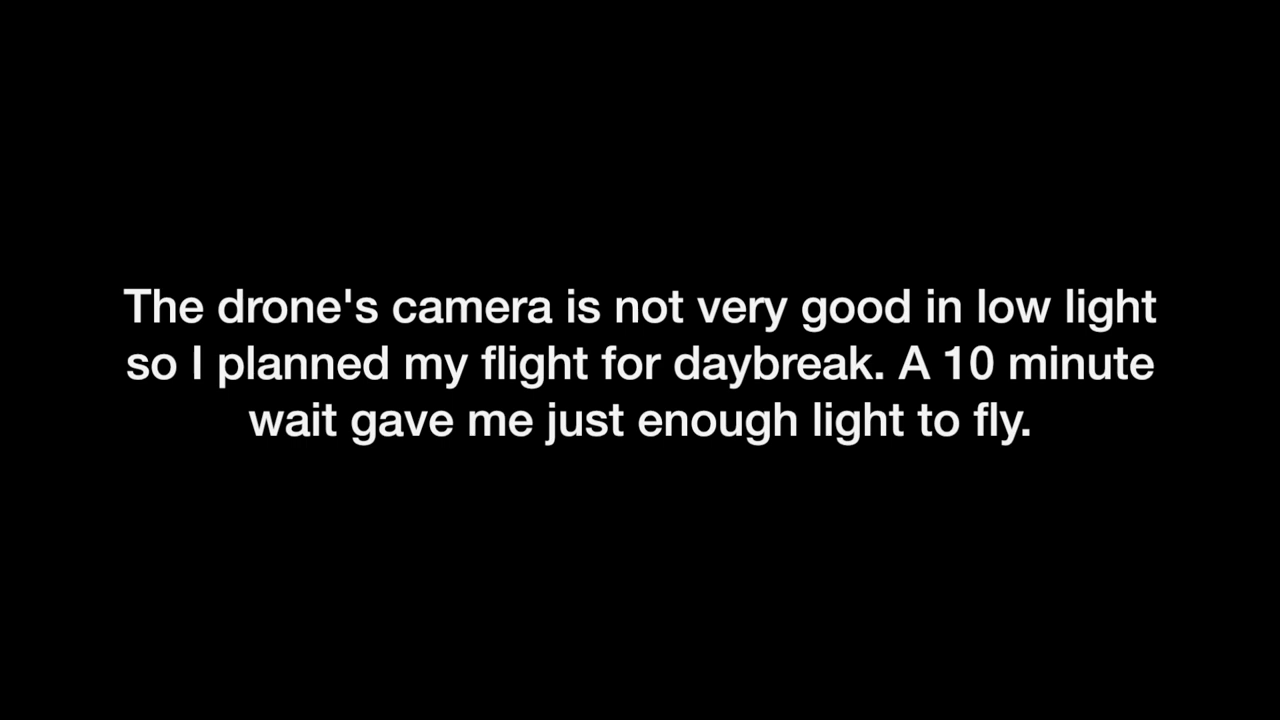 The drone's camera is not very good in low light
so I planned my flight for daybreak. A 10 minute
wait gave me just enough light to fly.